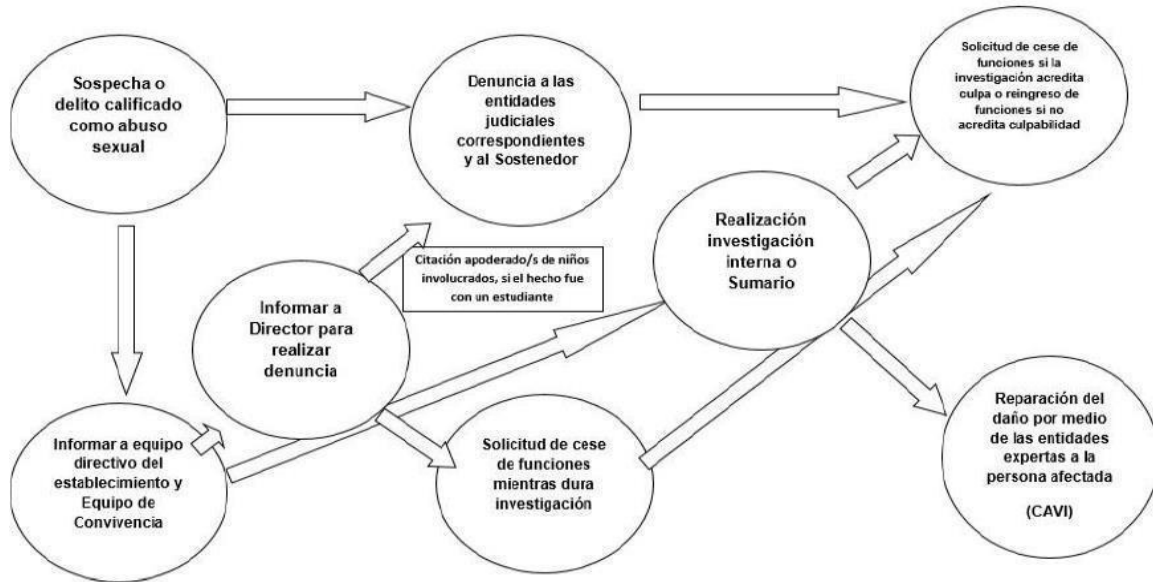 Sospecha o
delito calificado
como abuso
sexual
Denuncia a las
entidades
judiciales
correspondientes
y al Sostenedor
Solicitud de cese de
funciones si la
investigación acredita
culpa o reingreso de
funciones si no
acredita culpabilidad
Realización
investigación
interna o
Sumario
Citación apoderado/s de niños
involucrados, si el hecho fue
con un estudiante
Informar a
Director para
realizar
denuncia
Informar a equipo
directivo del
establecimiento y
Equipo de
Convivencia
Solicitud de cese
de funciones
mientras dura
investigación
Reparación del
daño por medio
de las entidades
expertas a la
persona afectada
(CAVI)